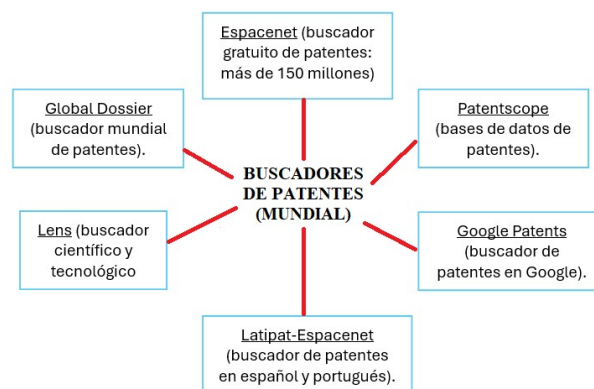 Espacenet (buscador
gratuito de patentes:
más de 150 millones)
Global Dossier
(buscador mundial
de patentes).
Patentscope
(bases de datos de
patentes).
BUSCADORES
DE PATENTES
(MUNDIAL)
Lens (buscador
científico y
tecnológico
Google Patents
(buscador de
patentes en Google).
Latipat-Espacenet
(buscador de patentes
en español y portugués).